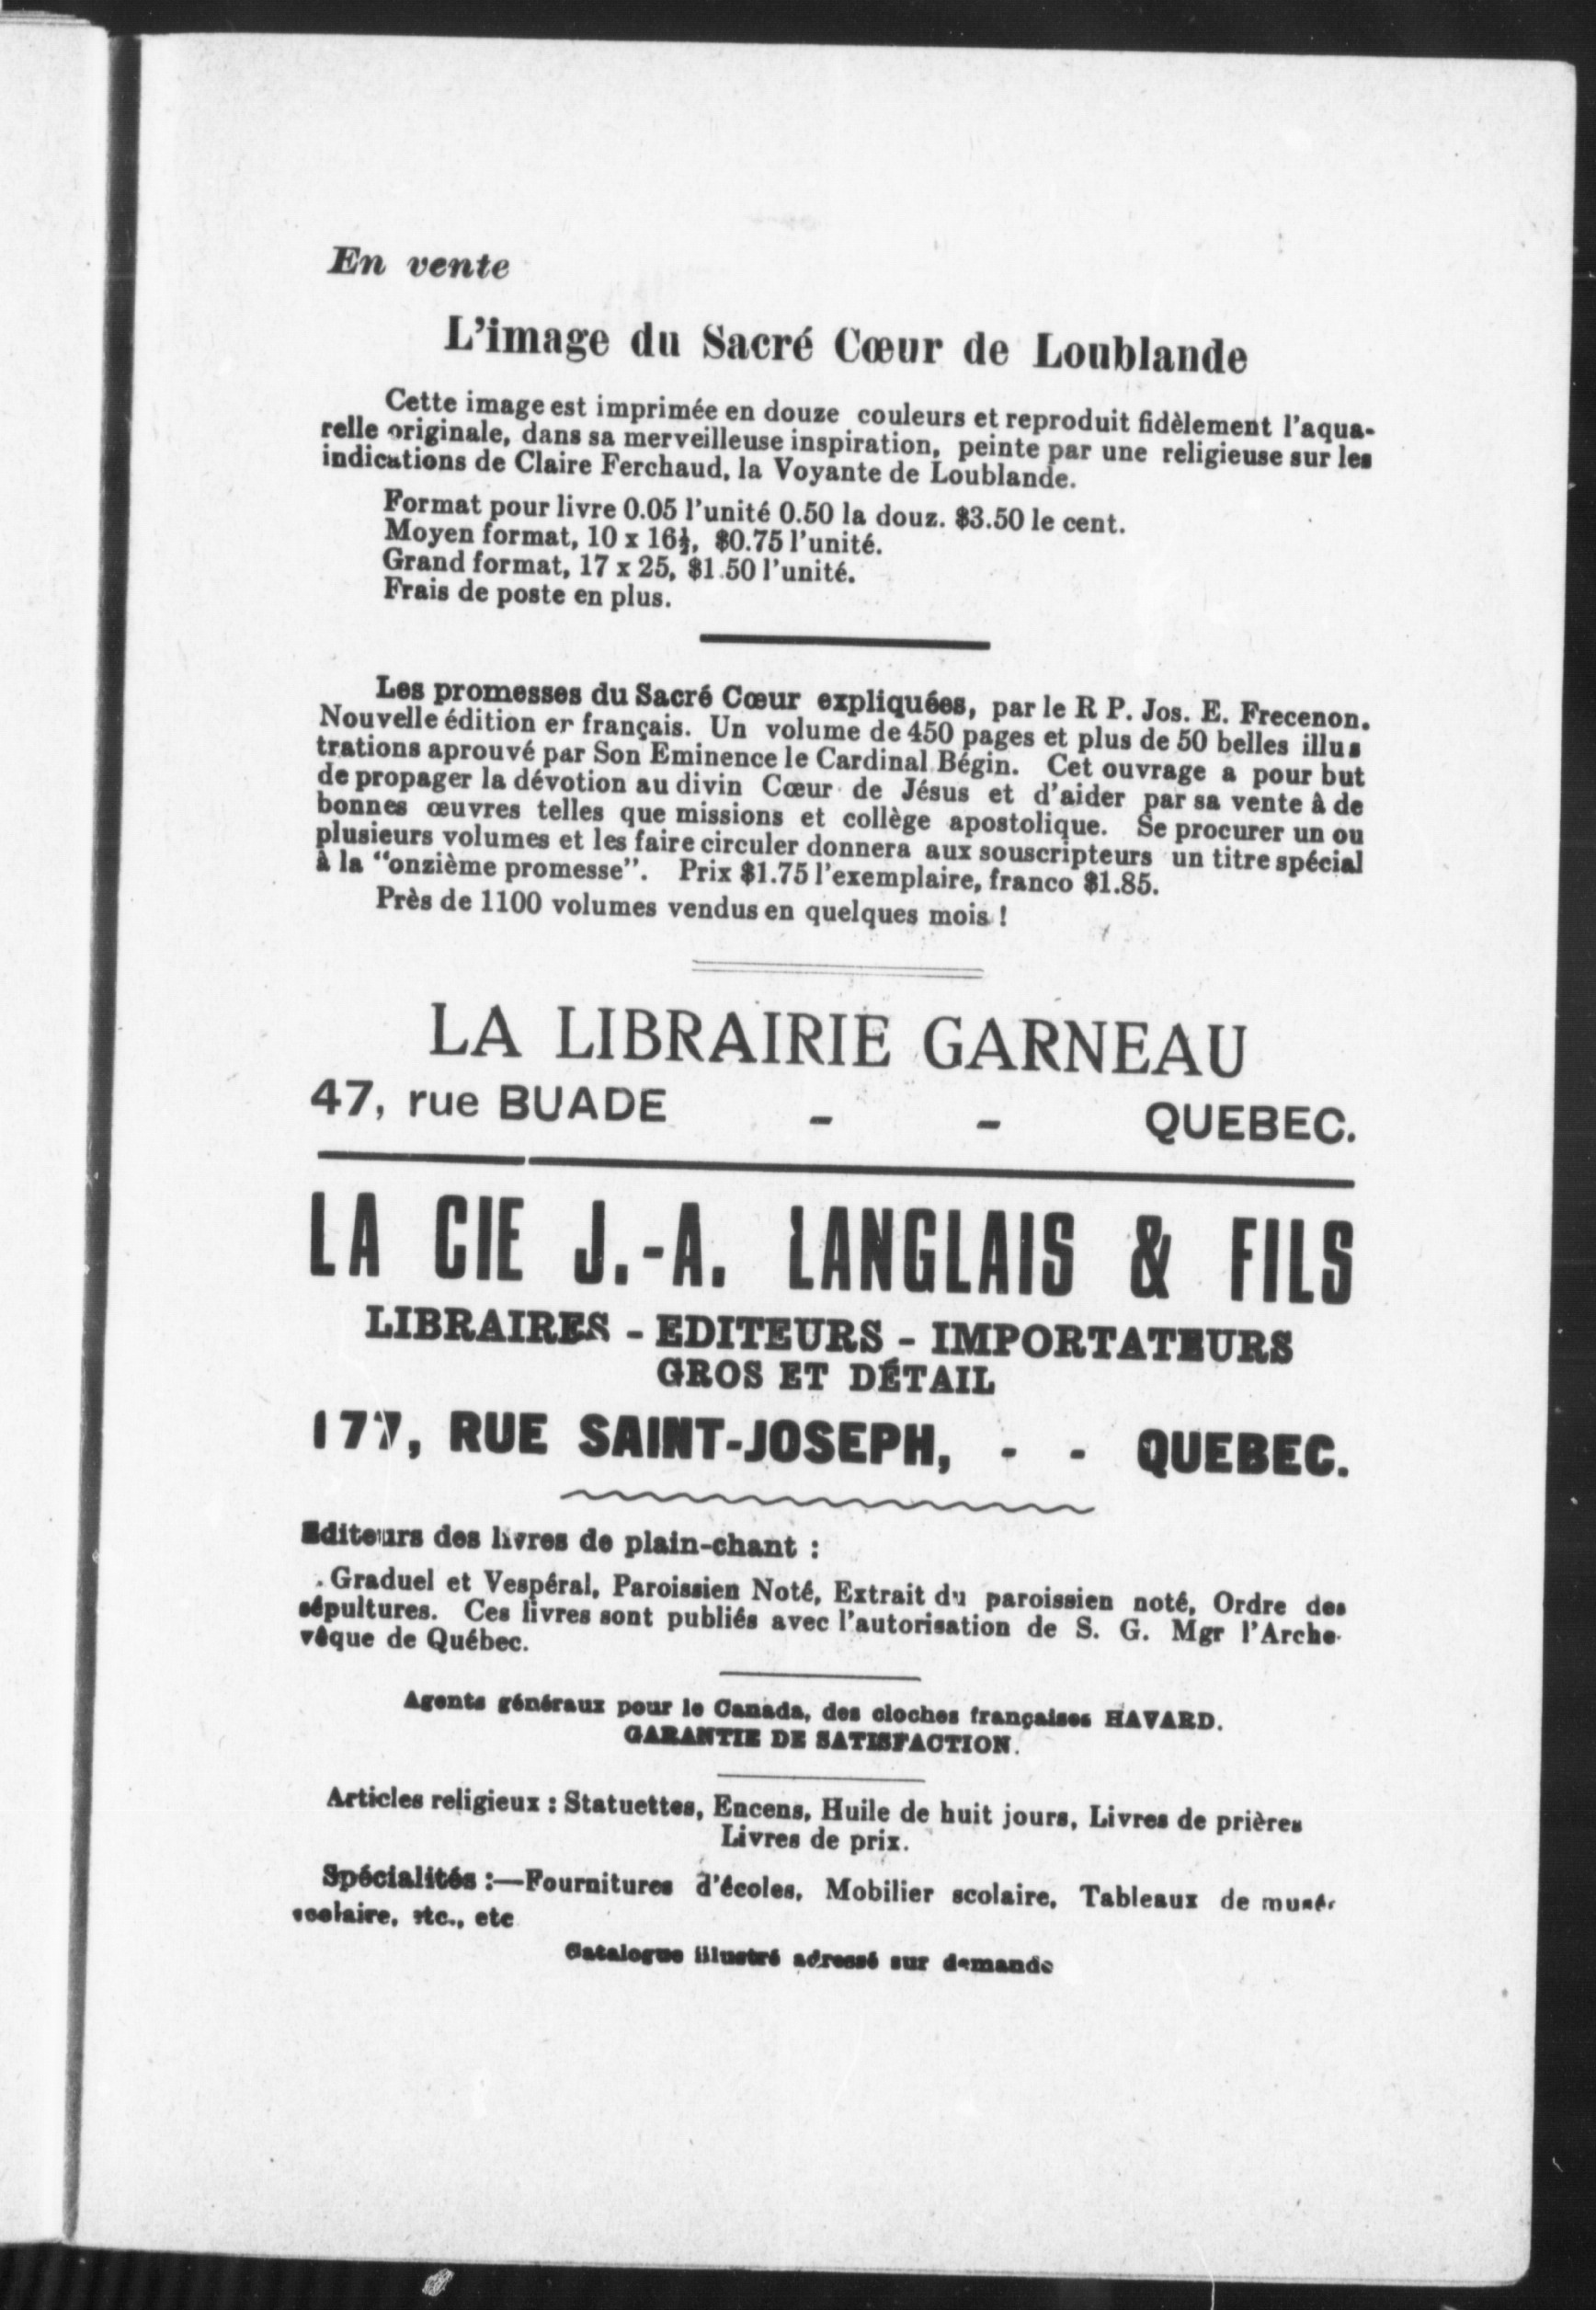 En vente
L'image du Sacré Cœur de Loublande
Cette image est imprimée en douze couleurs et reproduit fidèlement l'aqua-
relle originale, dans sa merveilleuse inspiration, peinte par une religieuse sur les
indications de Claire Ferchaud, la Voyante de Loublande.
Format pour livre 0.05 l'unité 0.50 la douz. $3.50 le cent.
Moyen format, 10 x 16½, $0.75 l'unité.
Grand format, 17 x 25, $1.50 l'unité.
Frais de poste en plus.
Les promesses du Sacré Cœur expliquées, par le R P. Jos. E. Frecenon.
Nouvelle édition en français. Un volume de 450 pages et plus de 50 belles illus
trations aprouvé par Son Eminence le Cardinal Bégin. Cet ouvrage a pour but
de propager la dévotion au divin Cœur de Jésus et d'aider par sa vente à de
bonnes œuvres telles que missions et collège apostolique. Se procurer un ou
plusieurs volumes et les faire circuler donnera aux souscripteurs un titre spécial
à la "onzième promesse". Prix $1.75 l'exemplaire, franco $1.85.
Près de 1100 volumes vendus en quelques mois !
LA LIBRAIRIE GARNEAU
47, rue BUADE - - QUEBEC.
LA CIE J.-A. LANGLAIS & FILS
LIBRAIRES - EDITEURS - IMPORTATEURS
GROS ET DÉTAIL
177, RUE SAINT-JOSEPH, - - QUEBEC.
Editeurs des livres de plain-chant :
Graduel et Vespéral, Paroissien Noté, Extrait du paroissien noté, Ordre des
sépultures. Ces livres sont publiés avec l'autorisation de S. G. Mgr l'Arche-
vêque de Québec.
Agents généraux pour le Canada, des cloches françaises HAVARD.
GARANTIE DE SATISFACTION.
Articles religieux : Statuettes, Encens, Huile de huit jours, Livres de prières
Livres de prix.
Spécialités :—Fournitures d'écoles, Mobilier scolaire, Tableaux de musée
scolaire, etc., etc
Catalogue illustré adressé sur demande